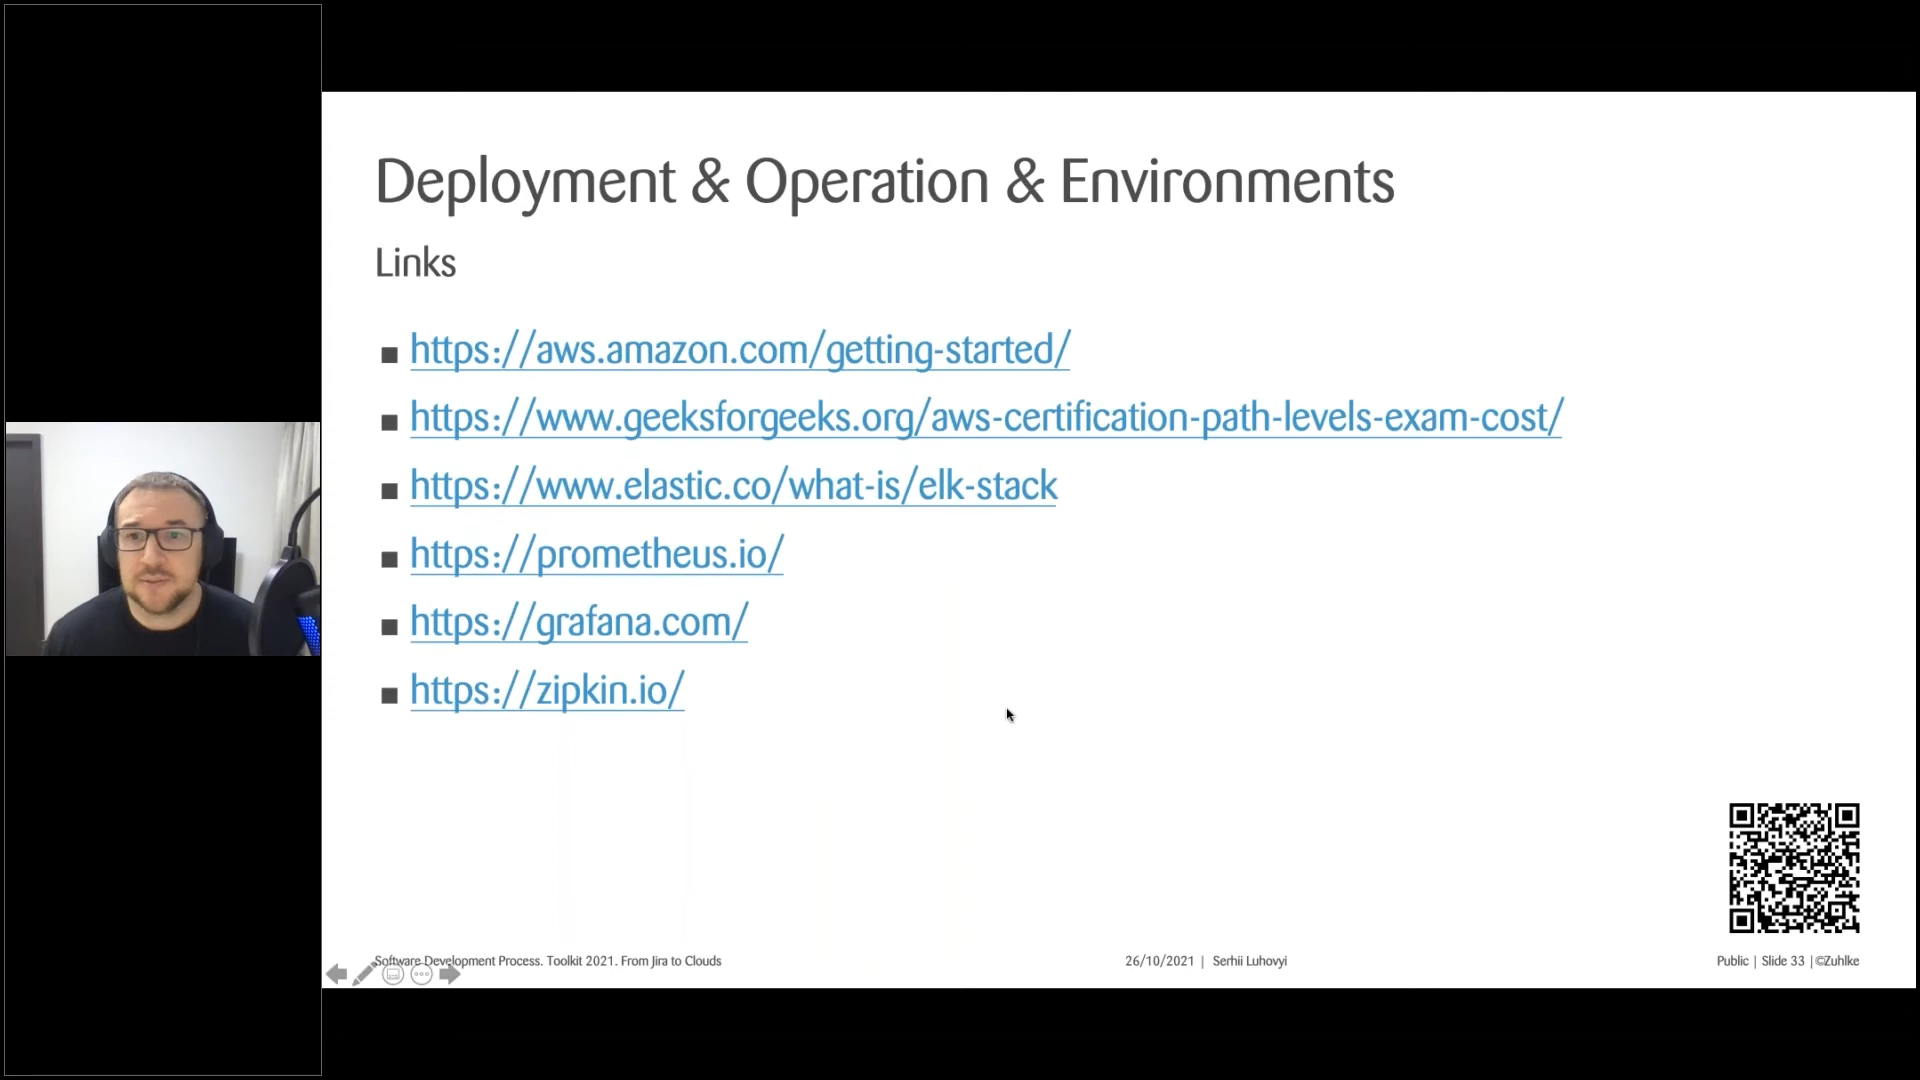 Deployment & Operation & Environments
Links
https://aws.amazon.com/getting-started/
https://www.geeksforgeeks.org/aws-certification-path-levels-exam-cost/
https://www.elastic.co/what-is/elk-stack
https://prometheus.io/
https://grafana.com/
https://zipkin.io/
Software Development Process. Toolkit 2021. From Jira to Clouds
26/10/2021 | Serhii Luhovyi
Public | Slide 33 |©Zuhlke